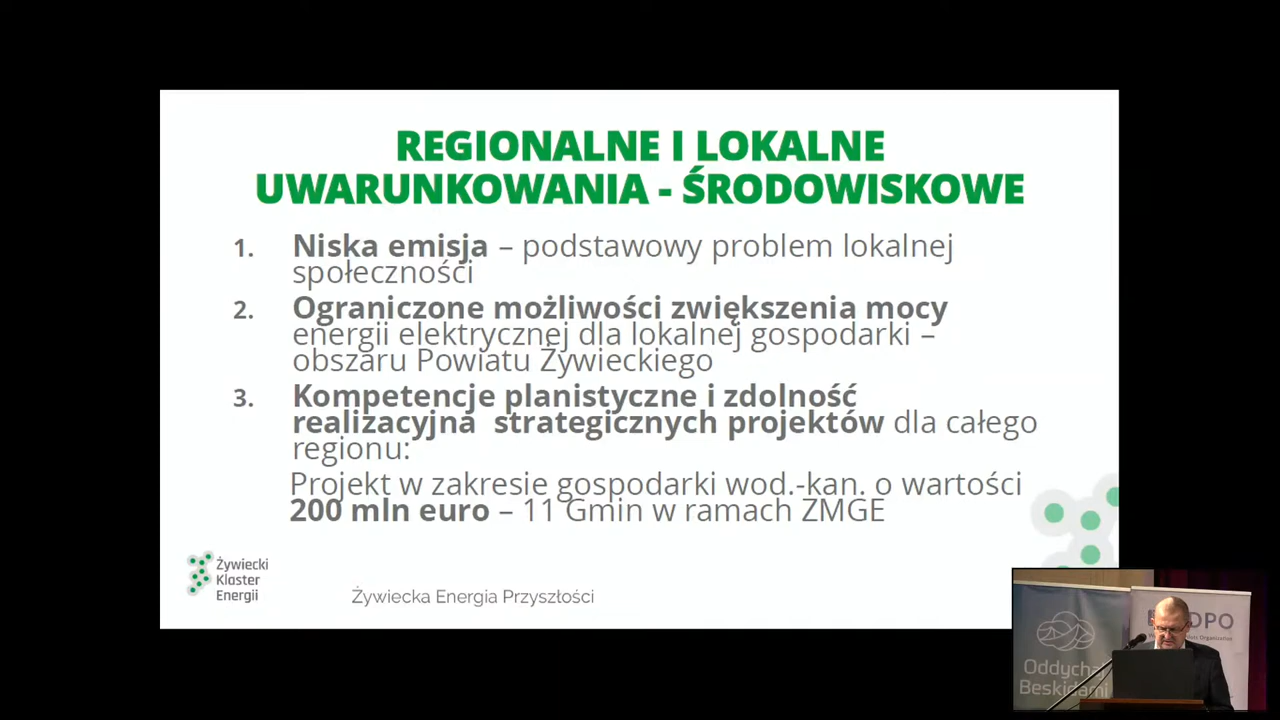 REGIONALNE I LOKALNE
UWARUNKOWANIA - ŚRODOWISKOWE
1. Niska emisja – podstawowy problem lokalnej
społeczności
2. Ograniczone możliwości zwiększenia mocy
energii elektrycznej dla lokalnej gospodarki –
obszaru Powiatu Żywieckiego
3. Kompetencje planistyczne i zdolność
realizacyjna strategicznych projektów dla całego
regionu:
Projekt w zakresie gospodarki wod.-kan. o wartości
200 mln euro – 11 Gmin w ramach ZMGE
Żywiecki
Klaster
Energii
Żywiecka Energia Przyszłości
DPO
Oddychaj
Beskidami